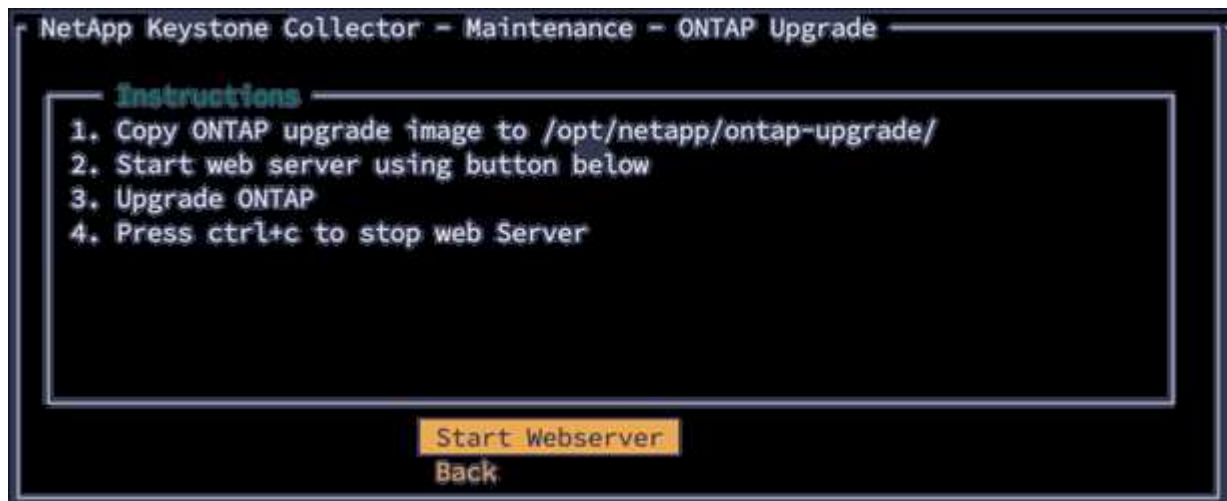 NetApp Keystone Collector - Maintenance - ONTAP Upgrade
Instructions
1. Copy ONTAP upgrade image to /opt/netapp/ontap-upgrade/
2. Start web server using button below
3. Upgrade ONTAP
4. Press ctrl+c to stop web Server
Start Webserver
Back